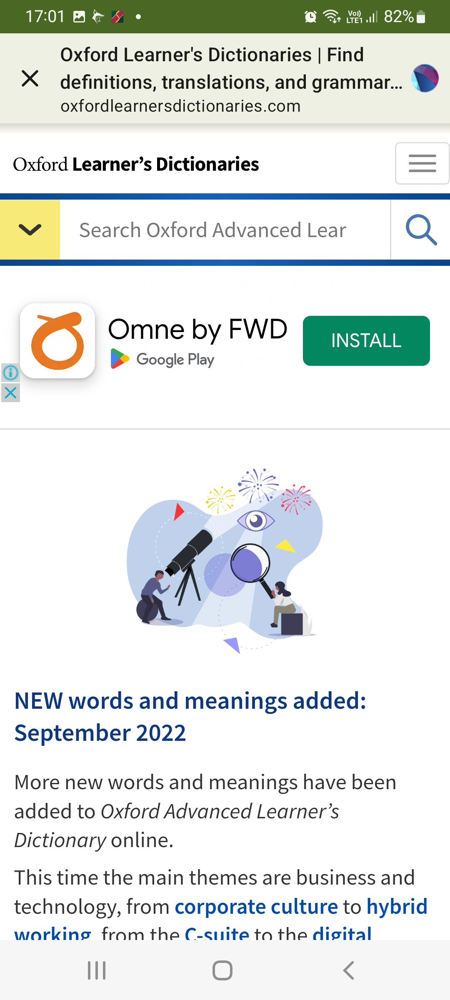 17:01
Vo)) LTE1 82%
Oxford Learner's Dictionaries | Find
definitions, translations, and grammar...
oxfordlearnersdictionaries.com
Oxford Learner’s Dictionaries
Search Oxford Advanced Lear
Omne by FWD
Google Play
INSTALL
NEW words and meanings added:
September 2022
More new words and meanings have been
added to Oxford Advanced Learner’s
Dictionary online.
This time the main themes are business and
technology, from corporate culture to hybrid
working, from the C-suite to the digital